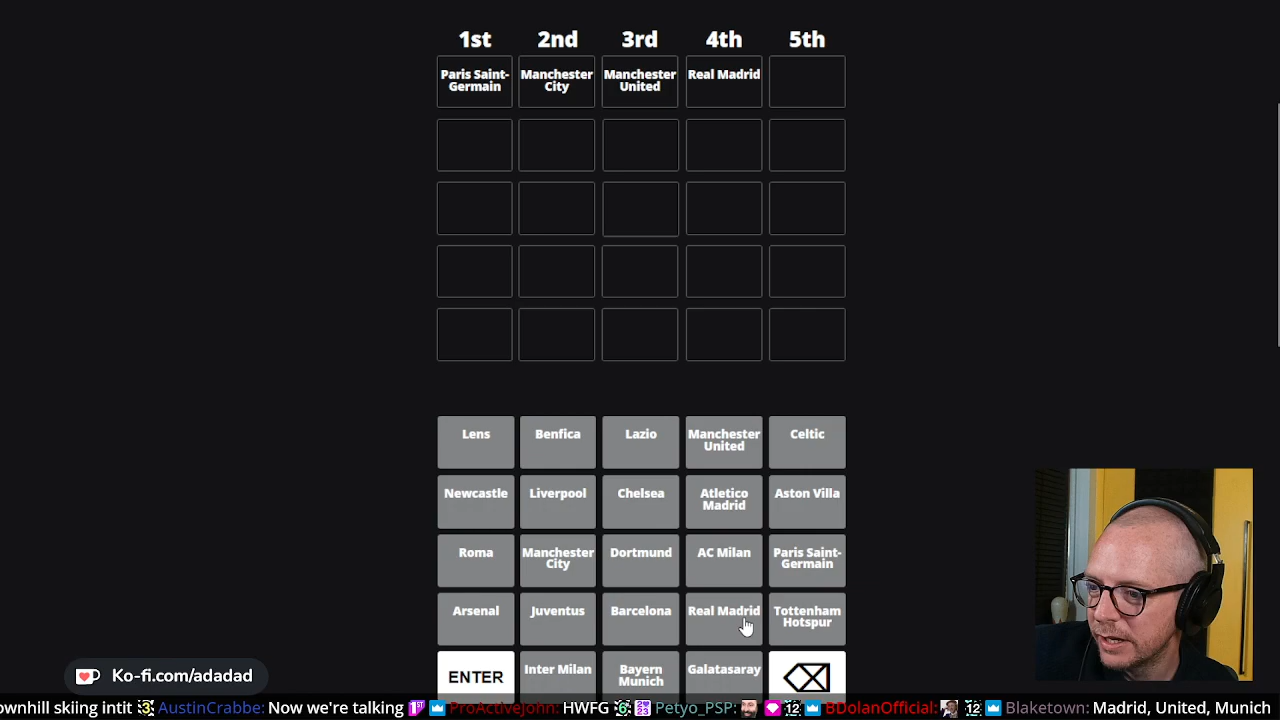 1st 2nd 3rd 4th 5th
Paris Saint- Manchester Manchester Real Madrid
Germain City United
Lens Benfica Lazio Manchester Celtic
United
Newcastle Liverpool Chelsea Atletico Aston Villa
Madrid
Roma Manchester Dortmund AC Milan Paris Saint-
City Germain
Arsenal Juventus Barcelona Real Madrid Tottenham
Hotspur
ENTER Inter Milan Bayern Galatasaray
Munich
Ko-fi.com/adadad
ownhill skiing intit 3 AustinCrabbe: Now we're talking 1st ProActiveJohn: HWFG 6 Petyo_PSP: 12 BDolanOfficial: 12 Blaketown: Madrid, United, Munich